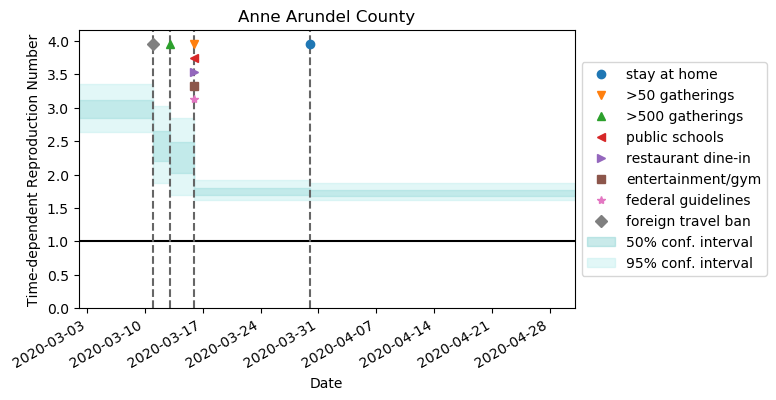 Anne Arundel County
Time-dependent Reproduction Number
4.0
3.5
3.0
2.5
2.0
1.5
1.0
0.5
0.0
2020-03-03
2020-03-10
2020-03-17
2020-03-24
2020-03-31
2020-04-07
2020-04-14
2020-04-21
2020-04-28
Date
stay at home
>50 gatherings
>500 gatherings
public schools
restaurant dine-in
entertainment/gym
federal guidelines
foreign travel ban
50% conf. interval
95% conf. interval